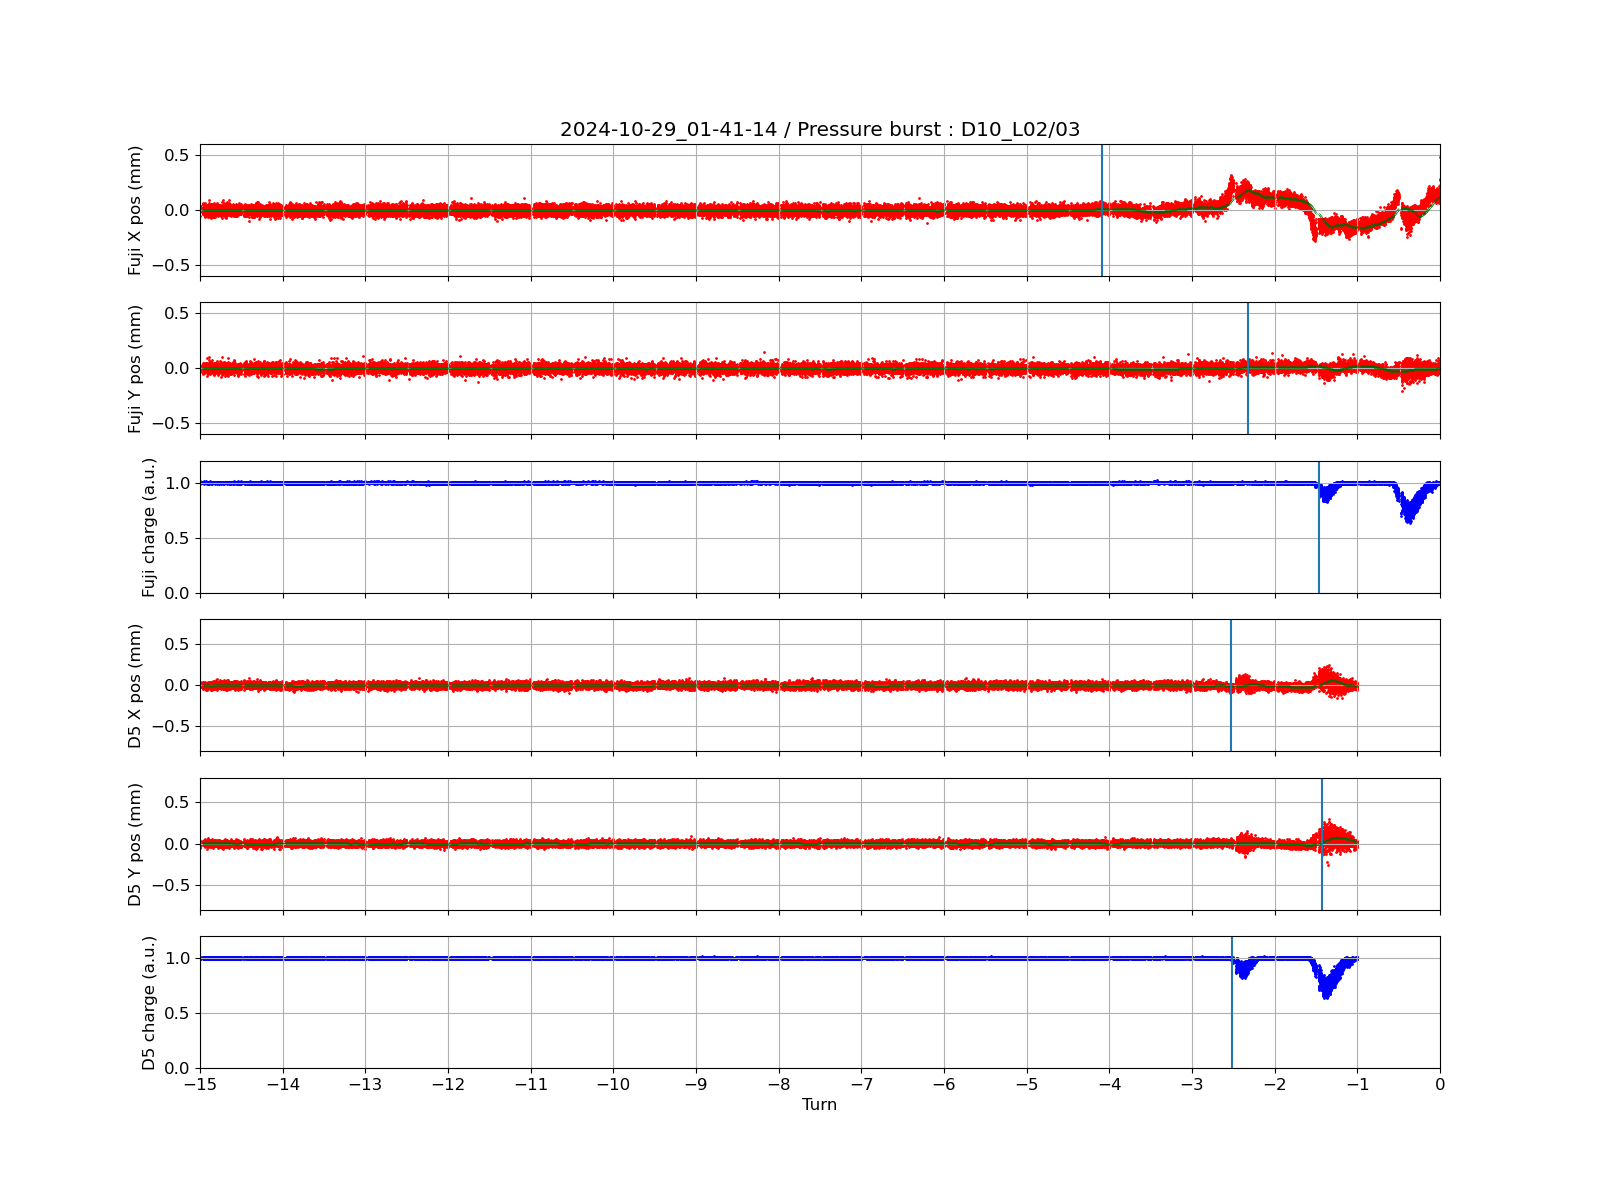 2024-10-29_01-41-14 / Pressure burst : D10_L02/03
Fuji X pos (mm)
0.5
0.0
−0.5
Fuji Y pos (mm)
0.5
0.0
−0.5
Fuji charge (a.u.)
1.0
0.5
0.0
D5 X pos (mm)
0.5
0.0
−0.5
D5 Y pos (mm)
0.5
0.0
−0.5
D5 charge (a.u.)
1.0
0.5
0.0
−15 −14 −13 −12 −11 −10 −9 −8 −7 −6 −5 −4 −3 −2 −1 0
Turn